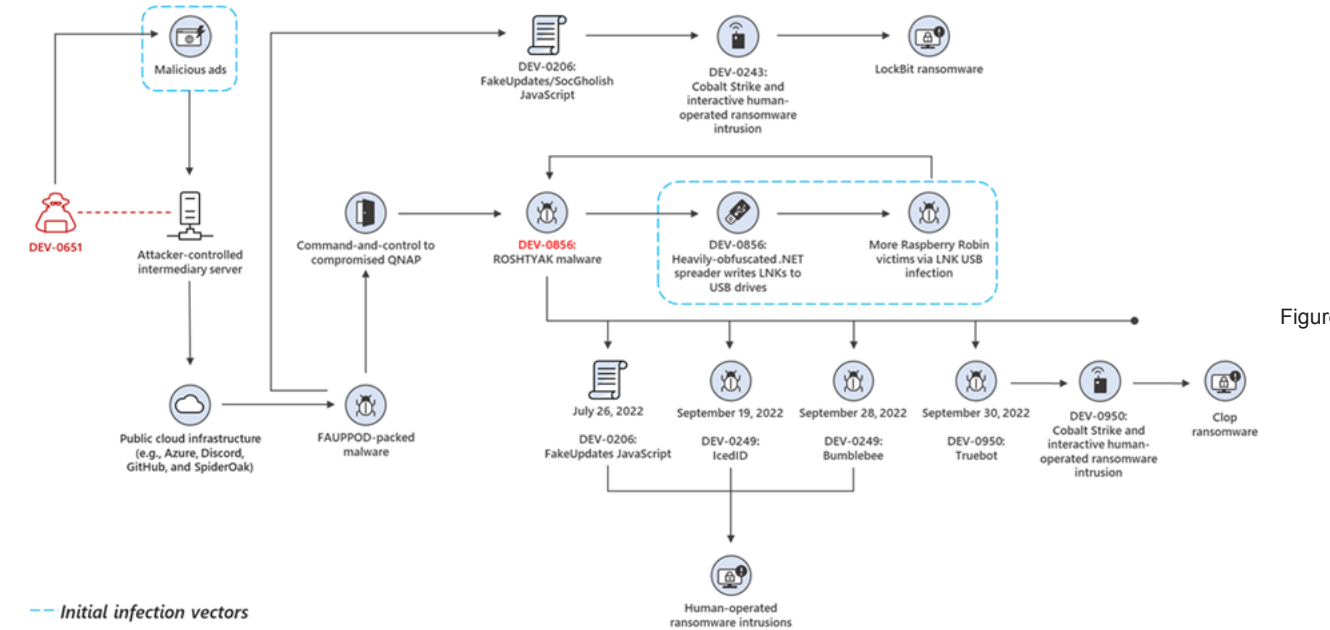 Malicious ads
DEV-0206:
FakeUpdates/SocGholish
JavaScript
DEV-0243:
Cobalt Strike and
interactive human-
operated ransomware
intrusion
LockBit ransomware
DEV-0651
Attacker-controlled
intermediary server
Command-and-control to
compromised QNAP
DEV-0856:
ROSHTYAK malware
DEV-0856:
Heavily-obfuscated .NET
spreader writes LNKs to
USB drives
More Raspberry Robin
victims via LNK USB
infection
Figure
Public cloud infrastructure
(e.g., Azure, Discord,
GitHub, and SpiderOak)
FAUPPOD-packed
malware
July 26, 2022
DEV-0206:
FakeUpdates JavaScript
September 19, 2022
DEV-0249:
IcedID
September 28, 2022
DEV-0249:
Bumblebee
September 30, 2022
DEV-0950:
Truebot
DEV-0950:
Cobalt Strike and
interactive human-
operated ransomware
intrusion
Clop
ransomware
Human-operated
ransomware intrusions
Initial infection vectors